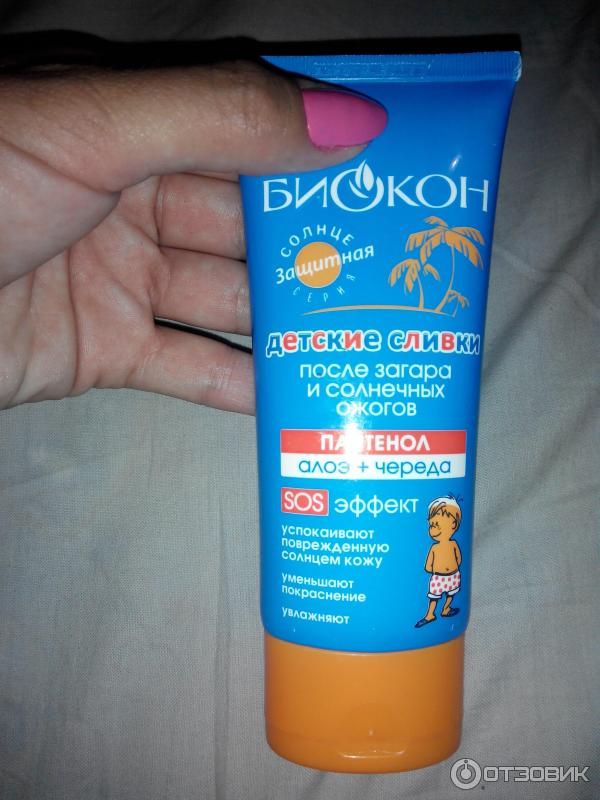 БИОКОН
СОЛНЦЕ
Защитная
СЕРИЯ
детские сливки
после загара
и солнечных
ожогов
ПАНТЕНОЛ
алоэ + череда
SOS эффект
успокаивают
поврежденную
солнцем кожу
уменьшают
покраснение
увлажняют
ОТЗОВИК